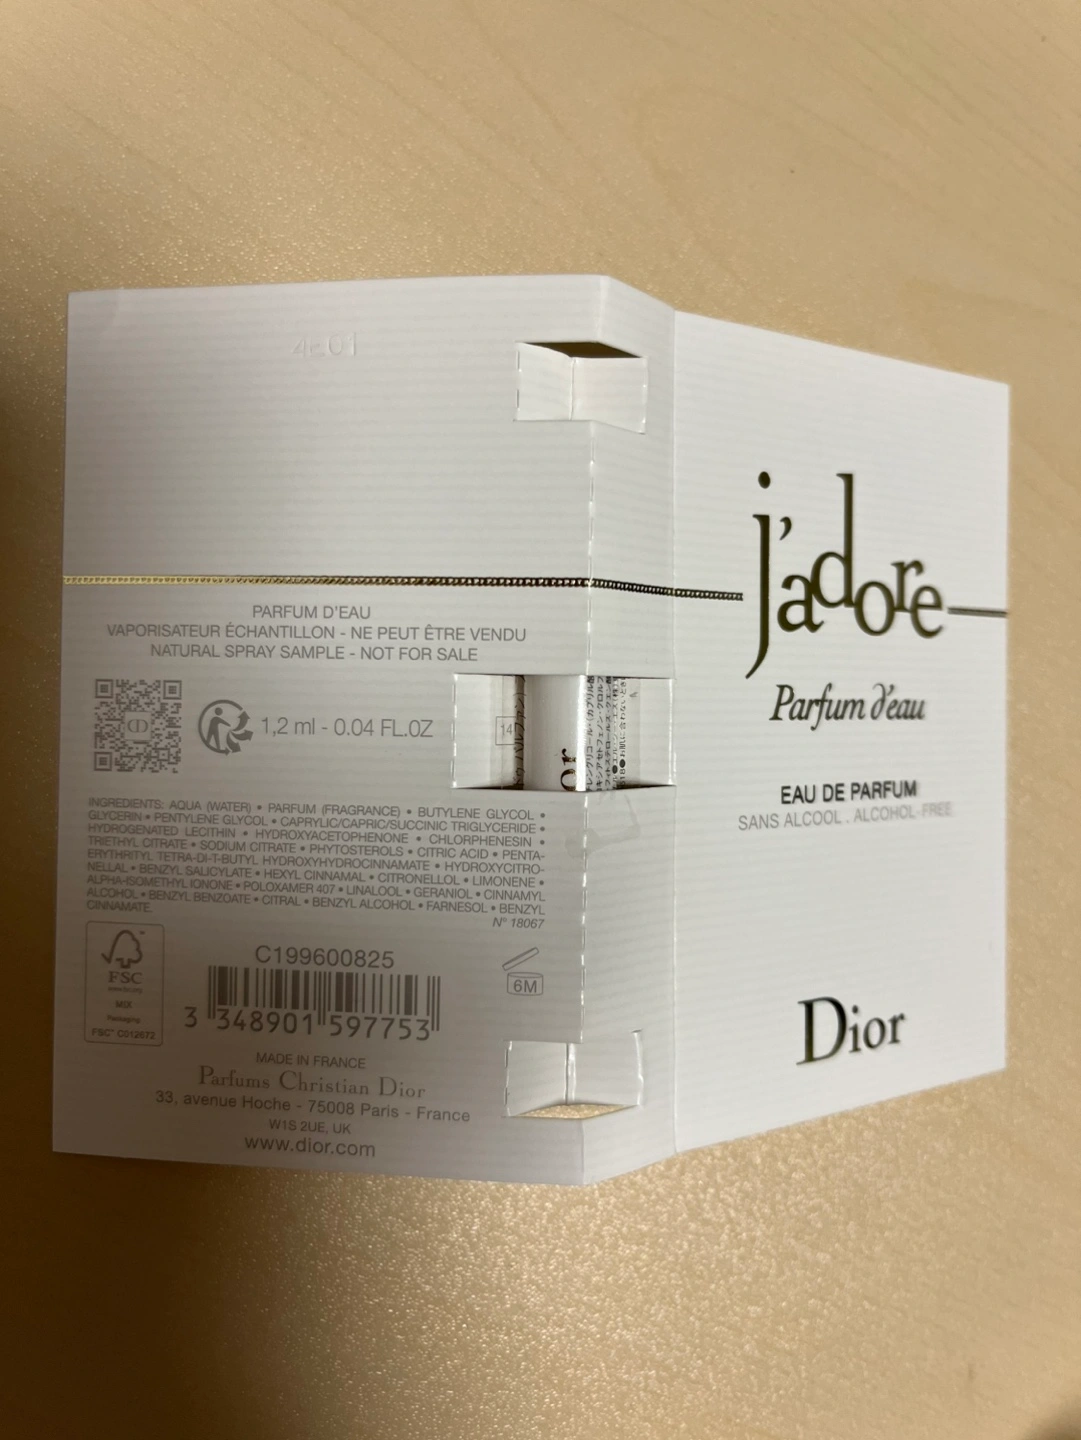 PARFUM D'EAU
VAPORISATEUR ÉCHANTILLON - NE PEUT ÊTRE VENDU
NATURAL SPRAY SAMPLE - NOT FOR SALE
1,2 ml - 0.04 FL.OZ
INGREDIENTS: AQUA (WATER) • PARFUM (FRAGRANCE) • BUTYLENE GLYCOL •
GLYCERIN • PENTYLENE GLYCOL • CAPRYLIC/CAPRIC/SUCCINIC TRIGLYCERIDE •
HYDROGENATED LECITHIN • HYDROXYACETOPHENONE • CHLORPHENESIN •
TRIETHYL CITRATE • SODIUM CITRATE • PHYTOSTEROLS • CITRIC ACID • PENTA-
ERYTHRITYL TETRA-DI-T-BUTYL HYDROXYHYDROCINNAMATE • HYDROXYCITRO-
NELLAL • BENZYL SALICYLATE • HEXYL CINNAMAL • CITRONELLOL • LIMONENE •
ALPHA-ISOMETHYL IONONE • POLOXAMER 407 • LINALOOL • GERANIOL • CINNAMYL
ALCOHOL • BENZYL BENZOATE • CITRAL • BENZYL ALCOHOL • FARNESOL • BENZYL
CINNAMATE.
N° 18067
FSC
MIX
Packaging
FSC® C012672
C199600825
3 348901 597753
6M
MADE IN FRANCE
Parfums Christian Dior
33, avenue Hoche - 75008 Paris - France
W1S 2UE, UK
www.dior.com
14
or
j'adore
Parfum d'eau
EAU DE PARFUM
SANS ALCOOL . ALCOHOL-FREE
Dior